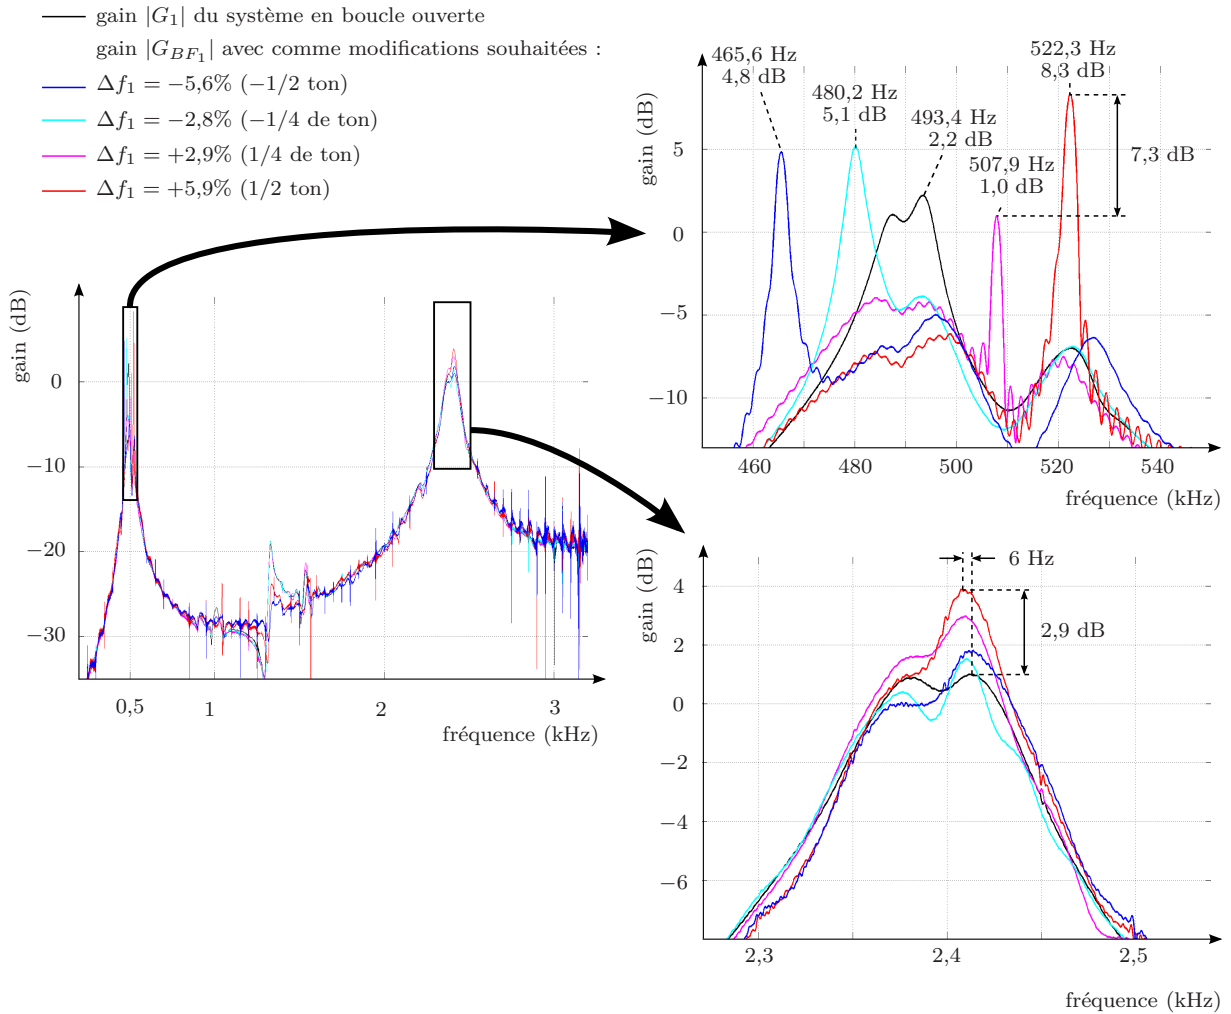 gain |G₁| du système en boucle ouverte
gain |G_BF₁| avec comme modifications souhaitées :
Δf₁ = −5,6% (−1/2 ton)
Δf₁ = −2,8% (−1/4 de ton)
Δf₁ = +2,9% (1/4 de ton)
Δf₁ = +5,9% (1/2 ton)
gain (dB)
0
−10
−20
−30
0,5
1
2
3
fréquence (kHz)
465,6 Hz
4,8 dB
480,2 Hz
5,1 dB
493,4 Hz
2,2 dB
507,9 Hz
1,0 dB
522,3 Hz
8,3 dB
7,3 dB
gain (dB)
5
0
−5
−10
460
480
500
520
540
fréquence (kHz)
6 Hz
2,9 dB
gain (dB)
4
2
0
−2
−4
−6
2,3
2,4
2,5
fréquence (kHz)